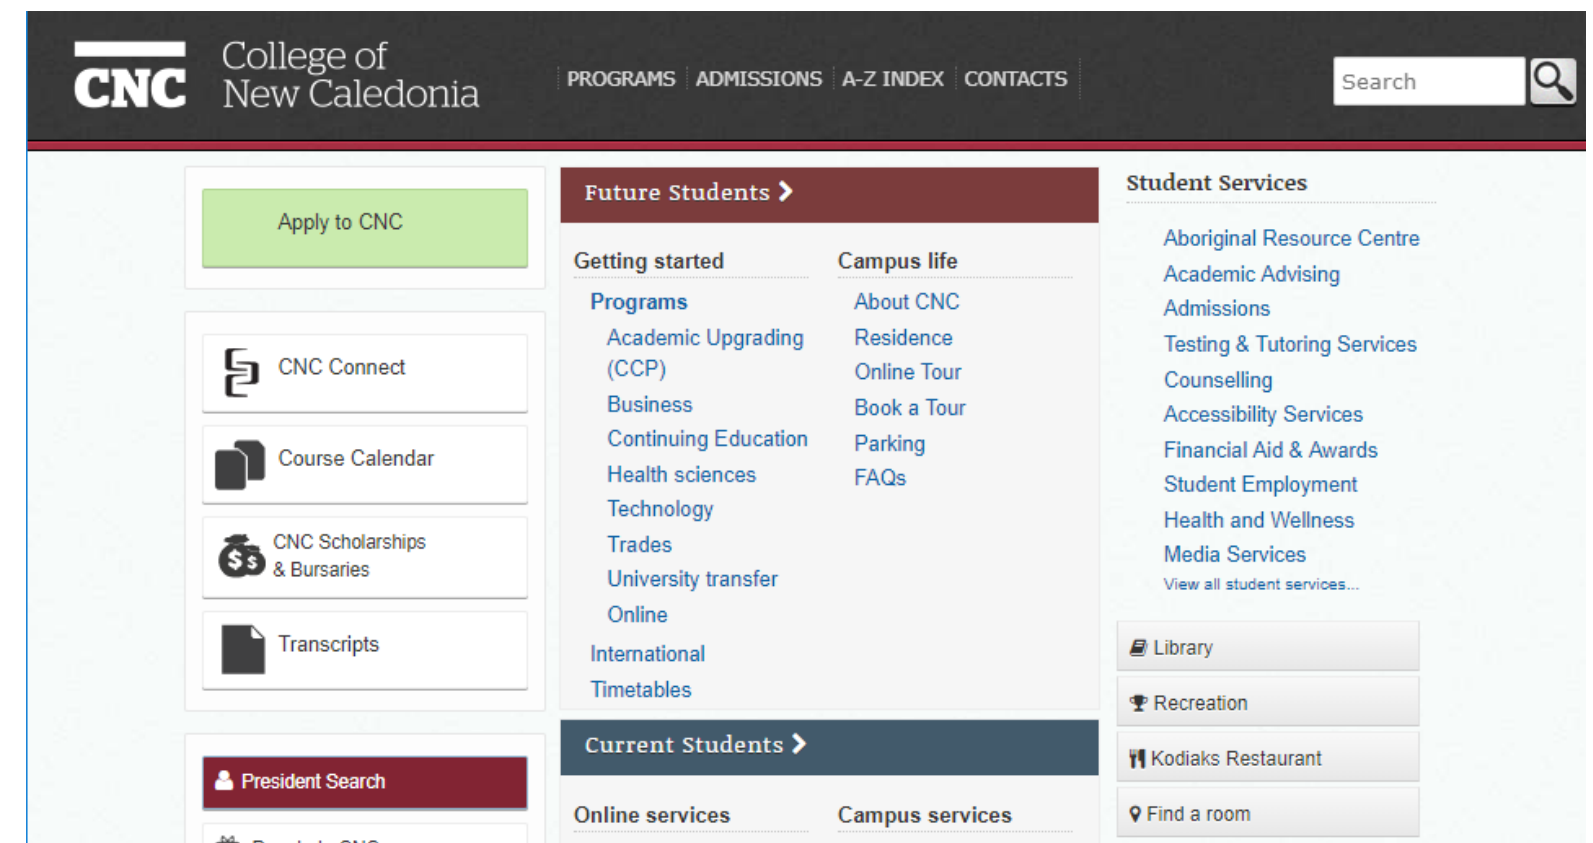 CNC
College of
New Caledonia
PROGRAMS
ADMISSIONS
A-Z INDEX
CONTACTS
Search
Apply to CNC
CNC Connect
Course Calendar
CNC Scholarships
& Bursaries
Transcripts
President Search
Future Students
Getting started
Programs
Academic Upgrading
(CCP)
Business
Continuing Education
Health sciences
Technology
Trades
University transfer
Online
International
Timetables
Campus life
About CNC
Residence
Online Tour
Book a Tour
Parking
FAQs
Current Students
Online services
Campus services
Student Services
Aboriginal Resource Centre
Academic Advising
Admissions
Testing & Tutoring Services
Counselling
Accessibility Services
Financial Aid & Awards
Student Employment
Health and Wellness
Media Services
View all student services...
Library
Recreation
Kodiaks Restaurant
Find a room